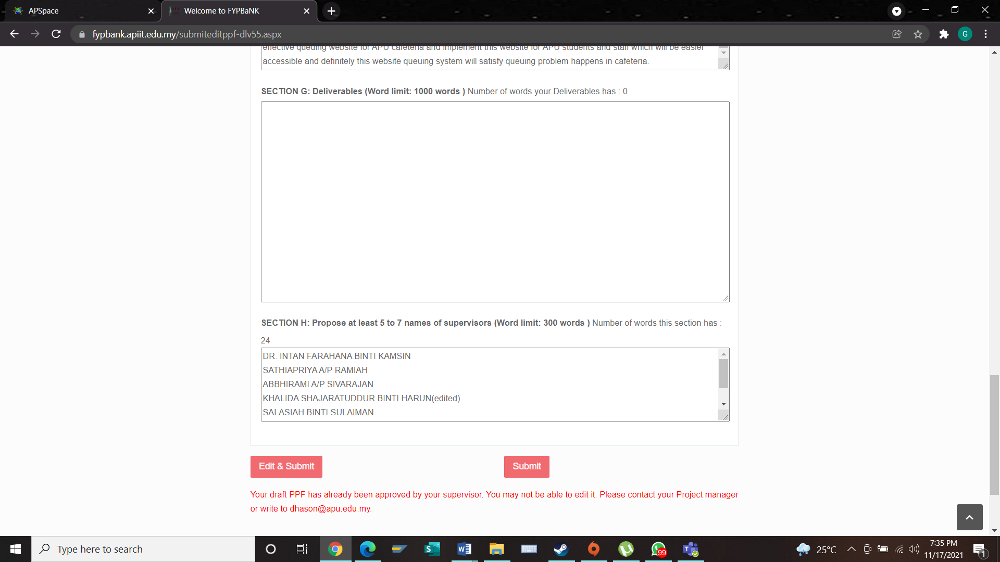 APSpace
Welcome to FYPBaNK
fypbank.apiit.edu.my/submiteditppf-dlv55.aspx
G
effective queuing website for APU cafeteria and implement this website for APU students and staff which will be easier
accessible and definitely this website queuing system will satisfy queuing problem happens in cafeteria.
SECTION G: Deliverables (Word limit: 1000 words ) Number of words your Deliverables has : 0
SECTION H: Propose at least 5 to 7 names of supervisors (Word limit: 300 words ) Number of words this section has :
24
DR. INTAN FARAHANA BINTI KAMSIN
SATHIAPRIYA A/P RAMIAH
ABBHIRAMI A/P SIVARAJAN
KHALIDA SHAJARATUDDUR BINTI HARUN(edited)
SALASIAH BINTI SULAIMAN
Edit & Submit
Submit
Your draft PPF has already been approved by your supervisor. You may not be able to edit it. Please contact your Project manager
or write to dhason@apu.edu.my.
Type here to search
S
W
99
T
25°C
7:35 PM
11/17/2021
1